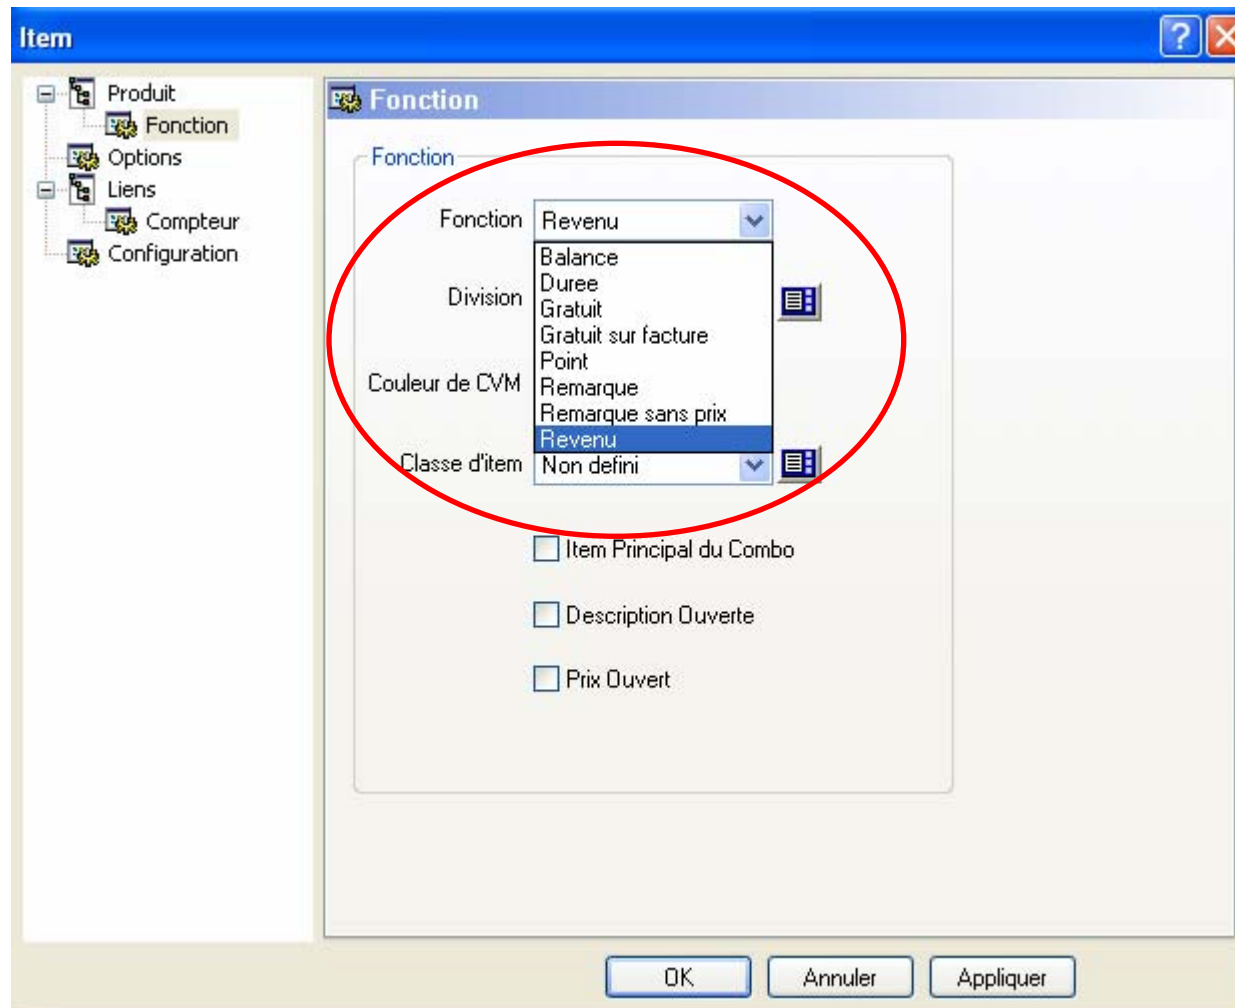 Item
Produit
Fonction
Options
Liens
Compteur
Configuration
Fonction
Fonction
Fonction Revenu
Balance
Duree
Division
Gratuit
Gratuit sur facture
Point
Couleur de CVM
Remarque
Remarque sans prix
Revenu
Classe d'item Non defini
Item Principal du Combo
Description Ouverte
Prix Ouvert
OK Annuler Appliquer